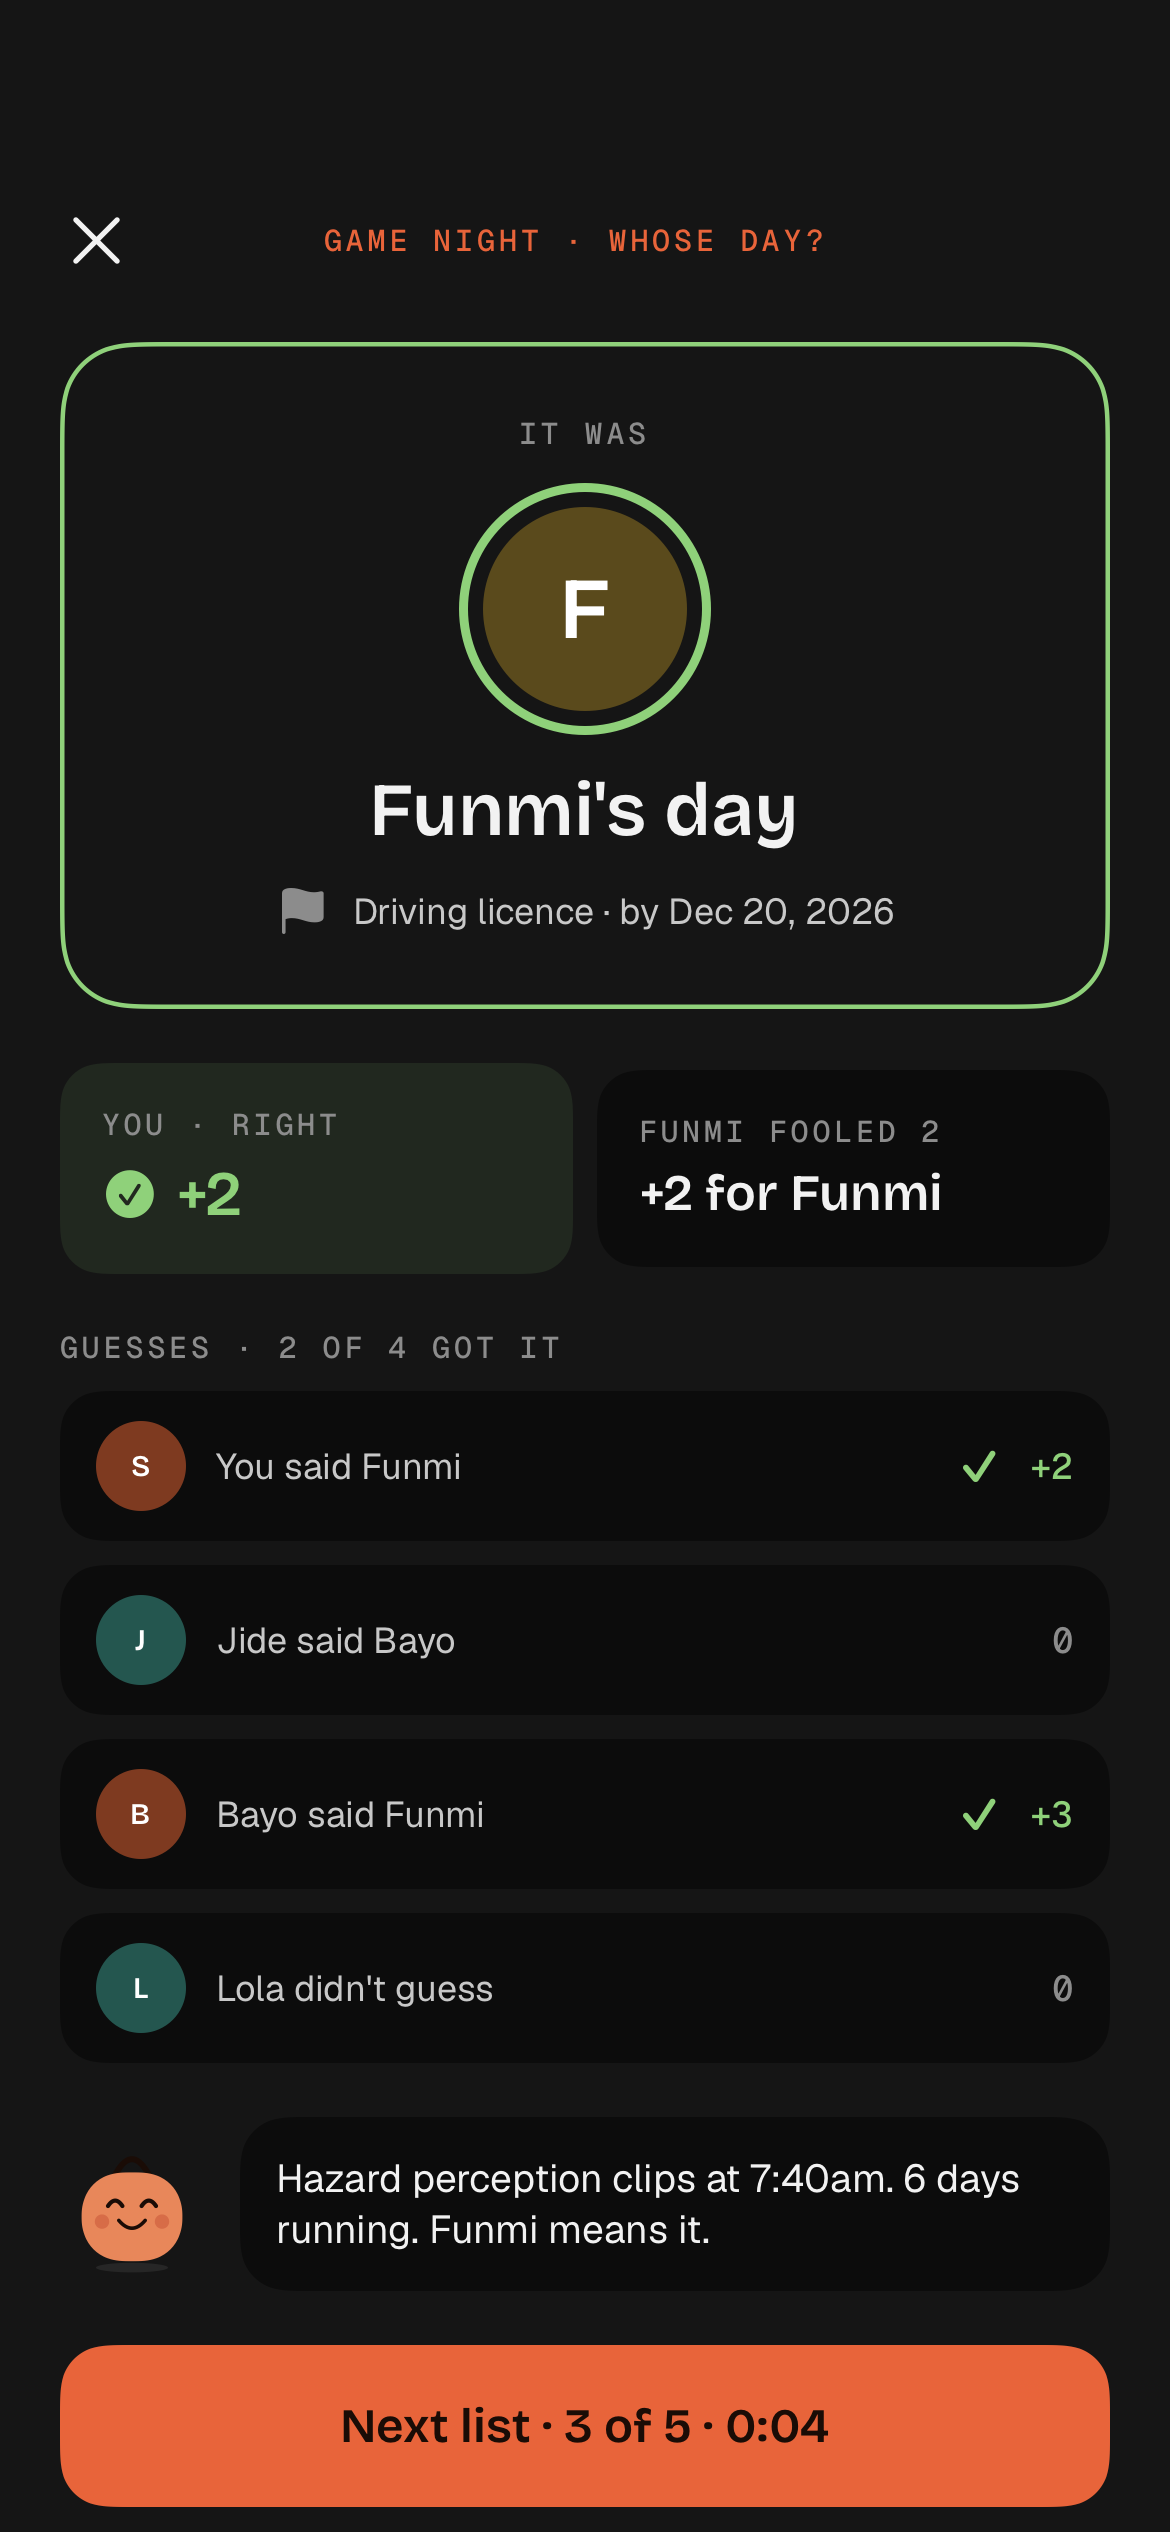 GAME NIGHT · WHOSE DAY?
IT WAS
F
Funmi's day
Driving licence · by Dec 20, 2026
YOU · RIGHT
+2
FUNMI FOOLED 2
+2 for Funmi
GUESSES · 2 OF 4 GOT IT
S You said Funmi +2
J Jide said Bayo 0
B Bayo said Funmi +3
L Lola didn't guess 0
Hazard perception clips at 7:40am. 6 days
running. Funmi means it.
Next list · 3 of 5 · 0:04